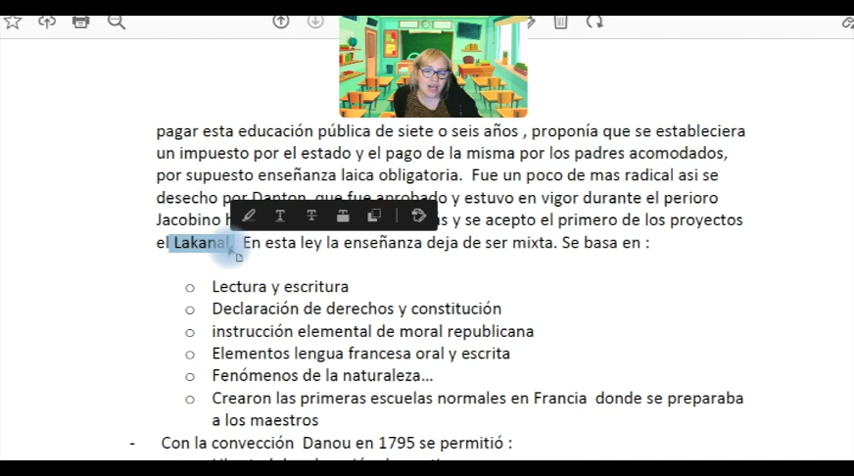 pagar esta educación pública de siete o seis años , proponía que se estableciera
un impuesto por el estado y el pago de la misma por los padres acomodados,
por supuesto enseñanza laica obligatoria. Fue un poco de mas radical asi se
desecho por Danton que fue aprobado y estuvo en vigor durante el perioro
Jacobino y se acepto el primero de los proyectos
el Lakanal. En esta ley la enseñanza deja de ser mixta. Se basa en :
o Lectura y escritura
o Declaración de derechos y constitución
o instrucción elemental de moral republicana
o Elementos lengua francesa oral y escrita
o Fenómenos de la naturaleza...
o Crearon las primeras escuelas normales en Francia donde se preparaba
a los maestros
- Con la convección Danou en 1795 se permitió :